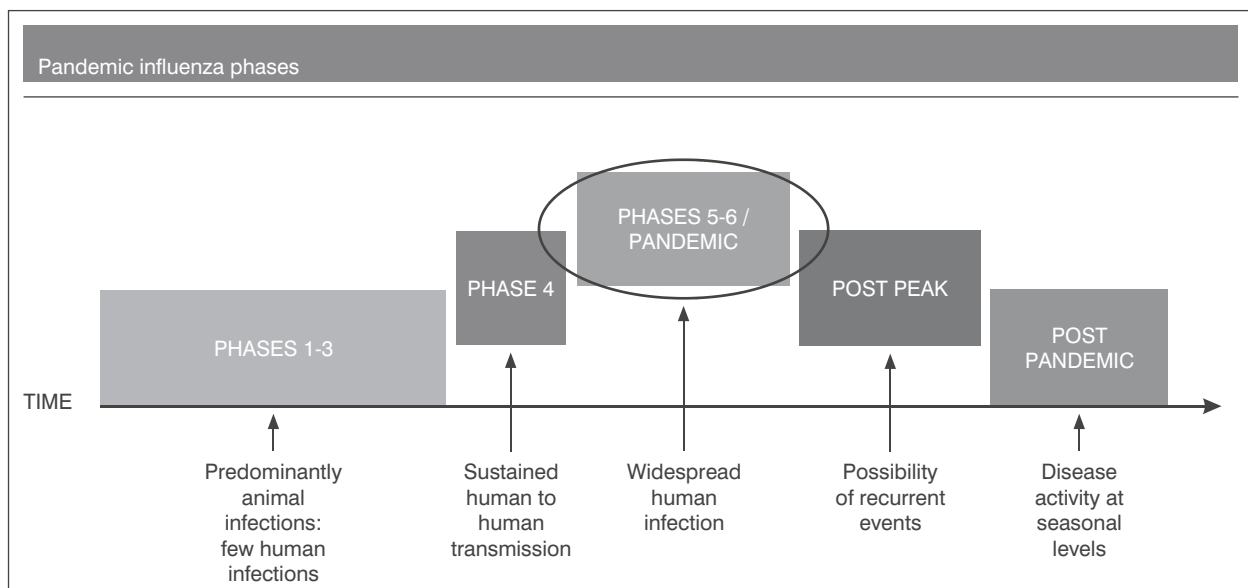 Pandemic influenza phases
PHASES 5-6 /
PANDEMIC
PHASE 4
POST PEAK
PHASES 1-3
POST
PANDEMIC
TIME
Predominantly
animal
infections:
few human
infections
Sustained
human to
human
transmission
Widespread
human
infection
Possibility
of recurrent
events
Disease
activity at
seasonal
levels